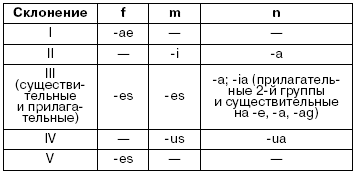 Склонение f m n
I -ae — —
II — -i -a
III
(существи-
тельные
и прилага-
тельные) -es -es -a; -ia (прилагатель-
ные 2-й группы
и существительные
на -e, -a, -ag)
IV — -us -ua
V -es — —